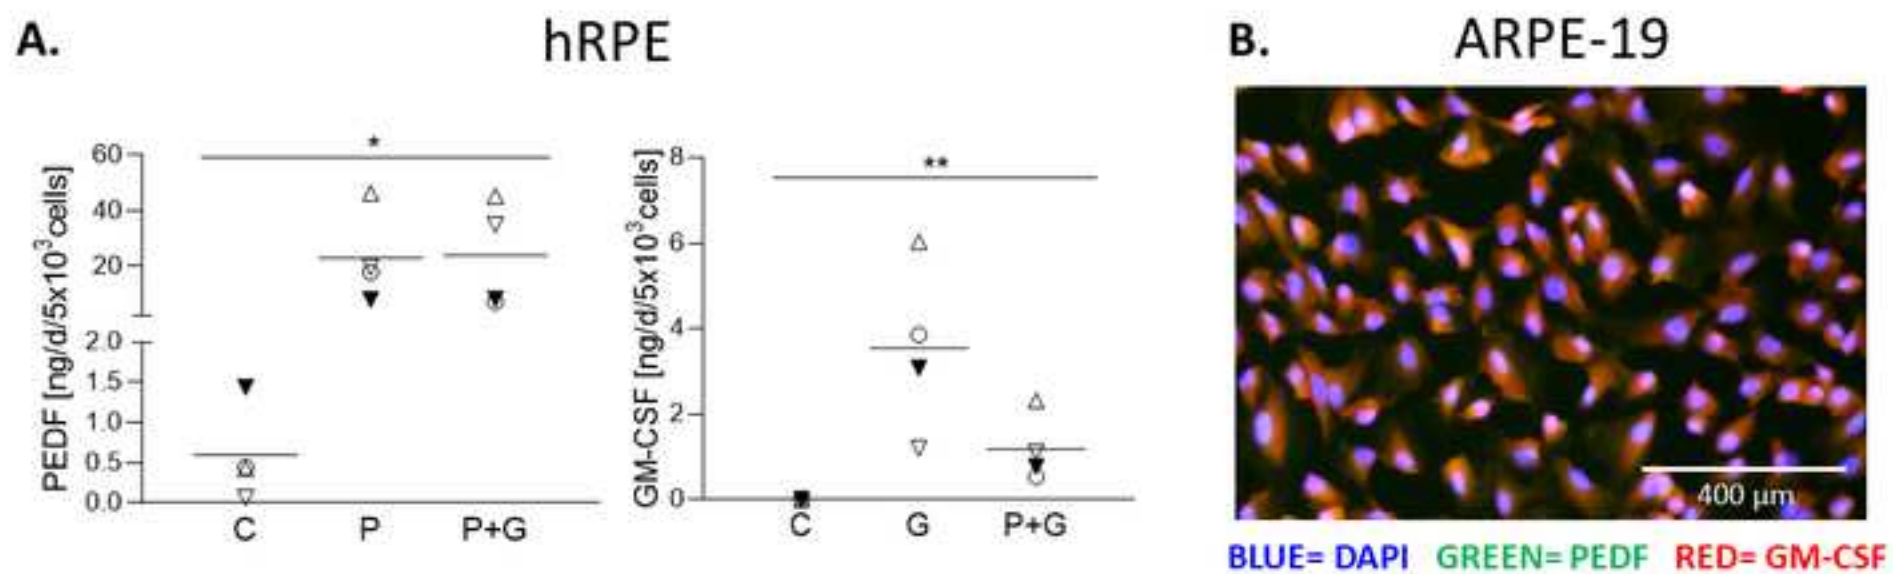 A.
hRPE
B.
ARPE-19
PEDF [ng/d/5x10³cells]
60
40
20
2.0
1.5
1.0
0.5
0.0
*
C
P
P+G
GM-CSF [ng/d/5x10³cells]
8
6
4
2
0
**
C
G
P+G
400 µm
BLUE= DAPI GREEN= PEDF RED= GM-CSF